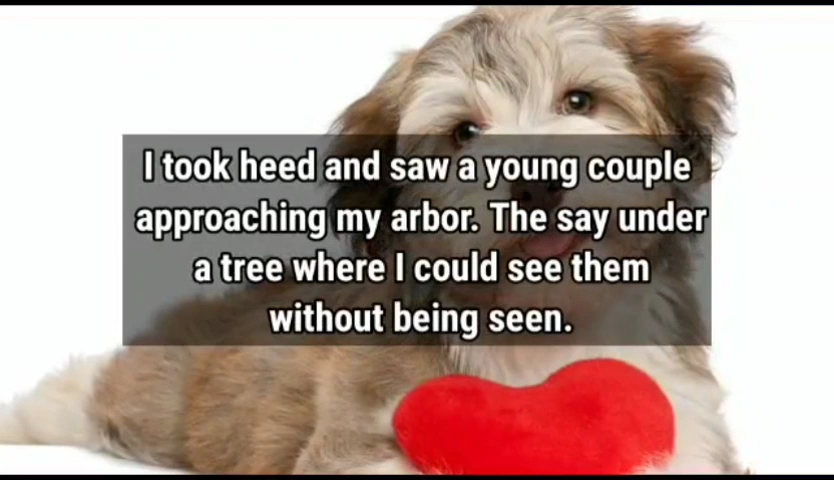 I took heed and saw a young couple
approaching my arbor. The say under
a tree where I could see them
without being seen.